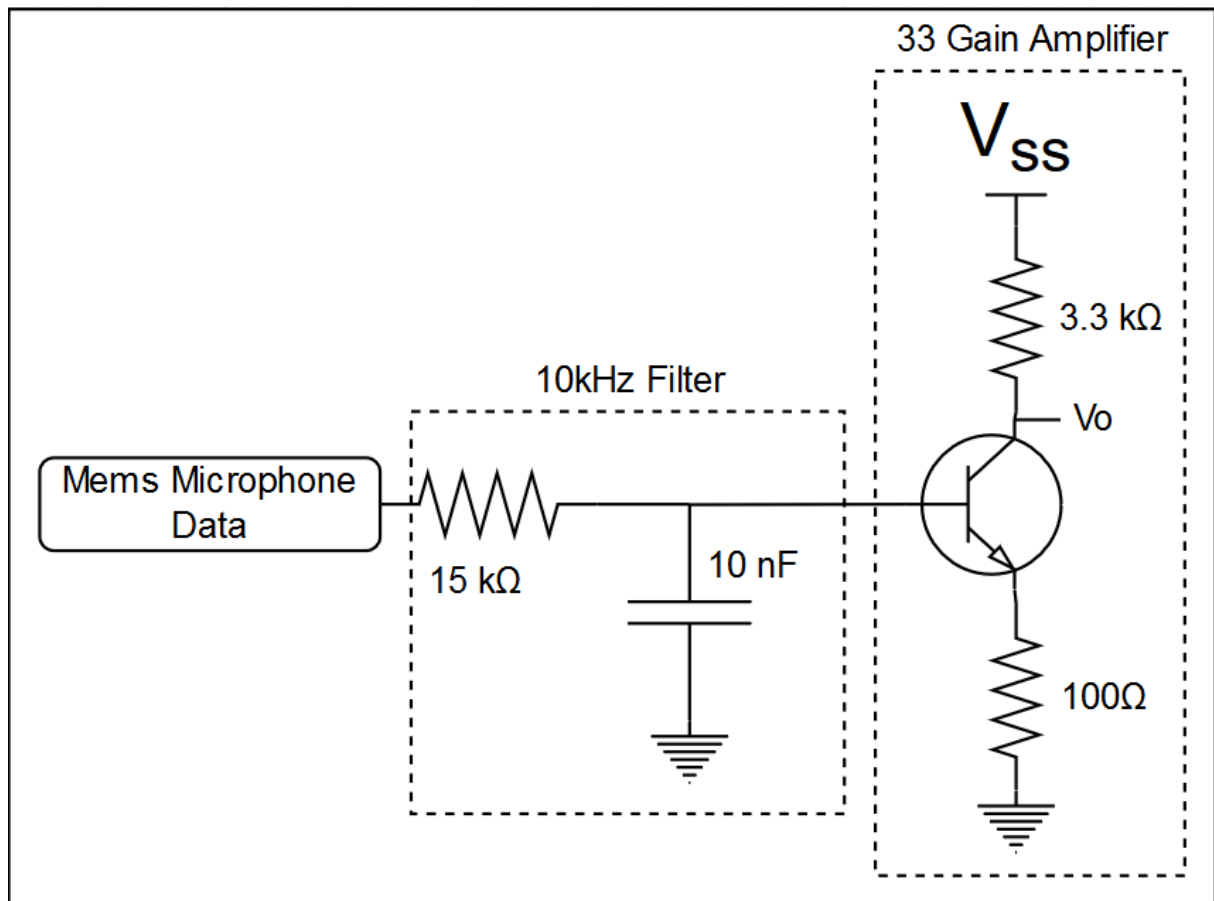 33 Gain Amplifier
Vss
3.3 kΩ
10kHz Filter
Vo
Mems Microphone
Data
15 kΩ
10 nF
100Ω